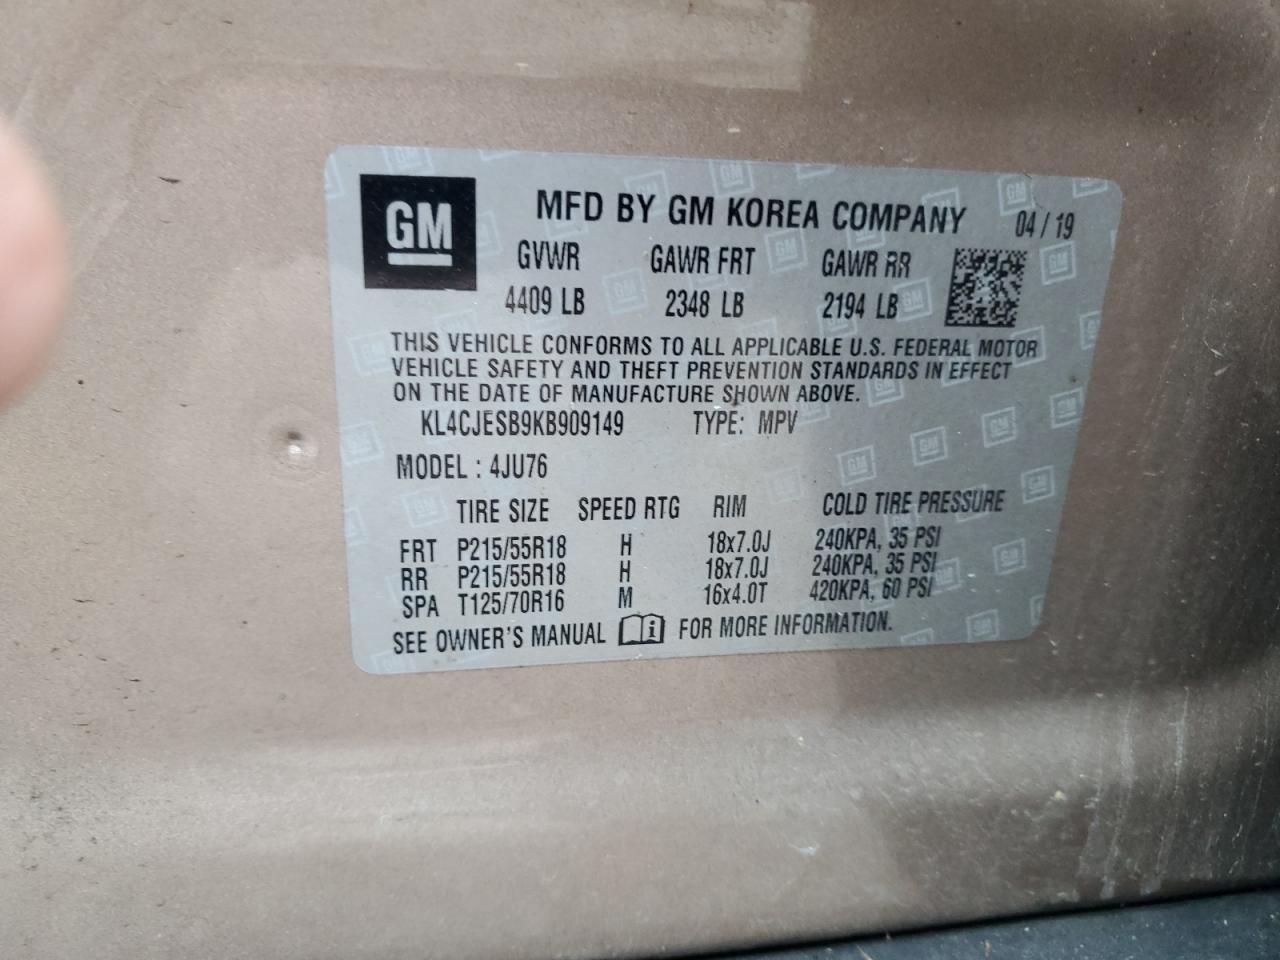 GM
MFD BY GM KOREA COMPANY 04 / 19
GVWR GAWR FRT GAWR RR
4409 LB 2348 LB 2194 LB
THIS VEHICLE CONFORMS TO ALL APPLICABLE U.S. FEDERAL MOTOR
VEHICLE SAFETY AND THEFT PREVENTION STANDARDS IN EFFECT
ON THE DATE OF MANUFACTURE SHOWN ABOVE.
KL4CJESB9KB909149 TYPE: MPV
MODEL : 4JU76
TIRE SIZE SPEED RTG RIM COLD TIRE PRESSURE
FRT P215/55R18 H 18x7.0J 240KPA, 35 PSI
RR P215/55R18 H 18x7.0J 240KPA, 35 PSI
SPA T125/70R16 M 16x4.0T 420KPA, 60 PSI
SEE OWNER'S MANUAL FOR MORE INFORMATION.